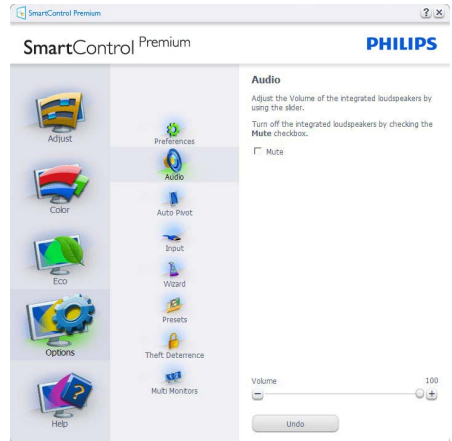 SmartControl Premium
SmartControl Premium
PHILIPS
Adjust
Color
Eco
Options
Help
Preferences
Audio
Auto Pivot
Input
Wizard
Presets
Theft Deterrence
Multi Monitors
Audio
Adjust the Volume of the integrated loudspeakers by
using the slider.
Turn off the integrated loudspeakers by checking the
Mute checkbox.
Mute
Volume 100
Undo